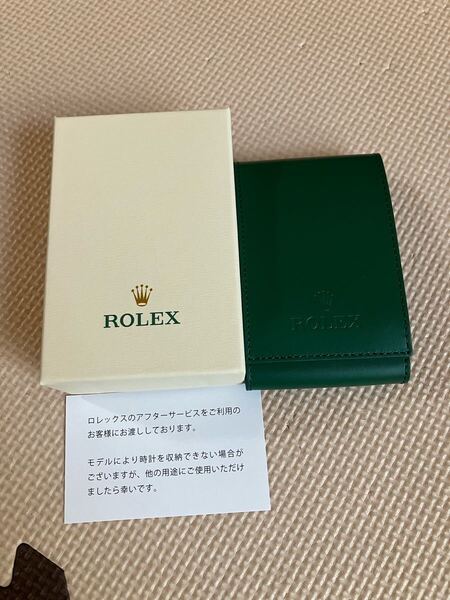 ROLEX
ROLEX
ロレックスのアフターサービスをご利用の
お客様にお渡ししております。
モデルにより時計を収納できない場合が
ございますが、他の用途にご使用いただけ
ましたら幸いです。